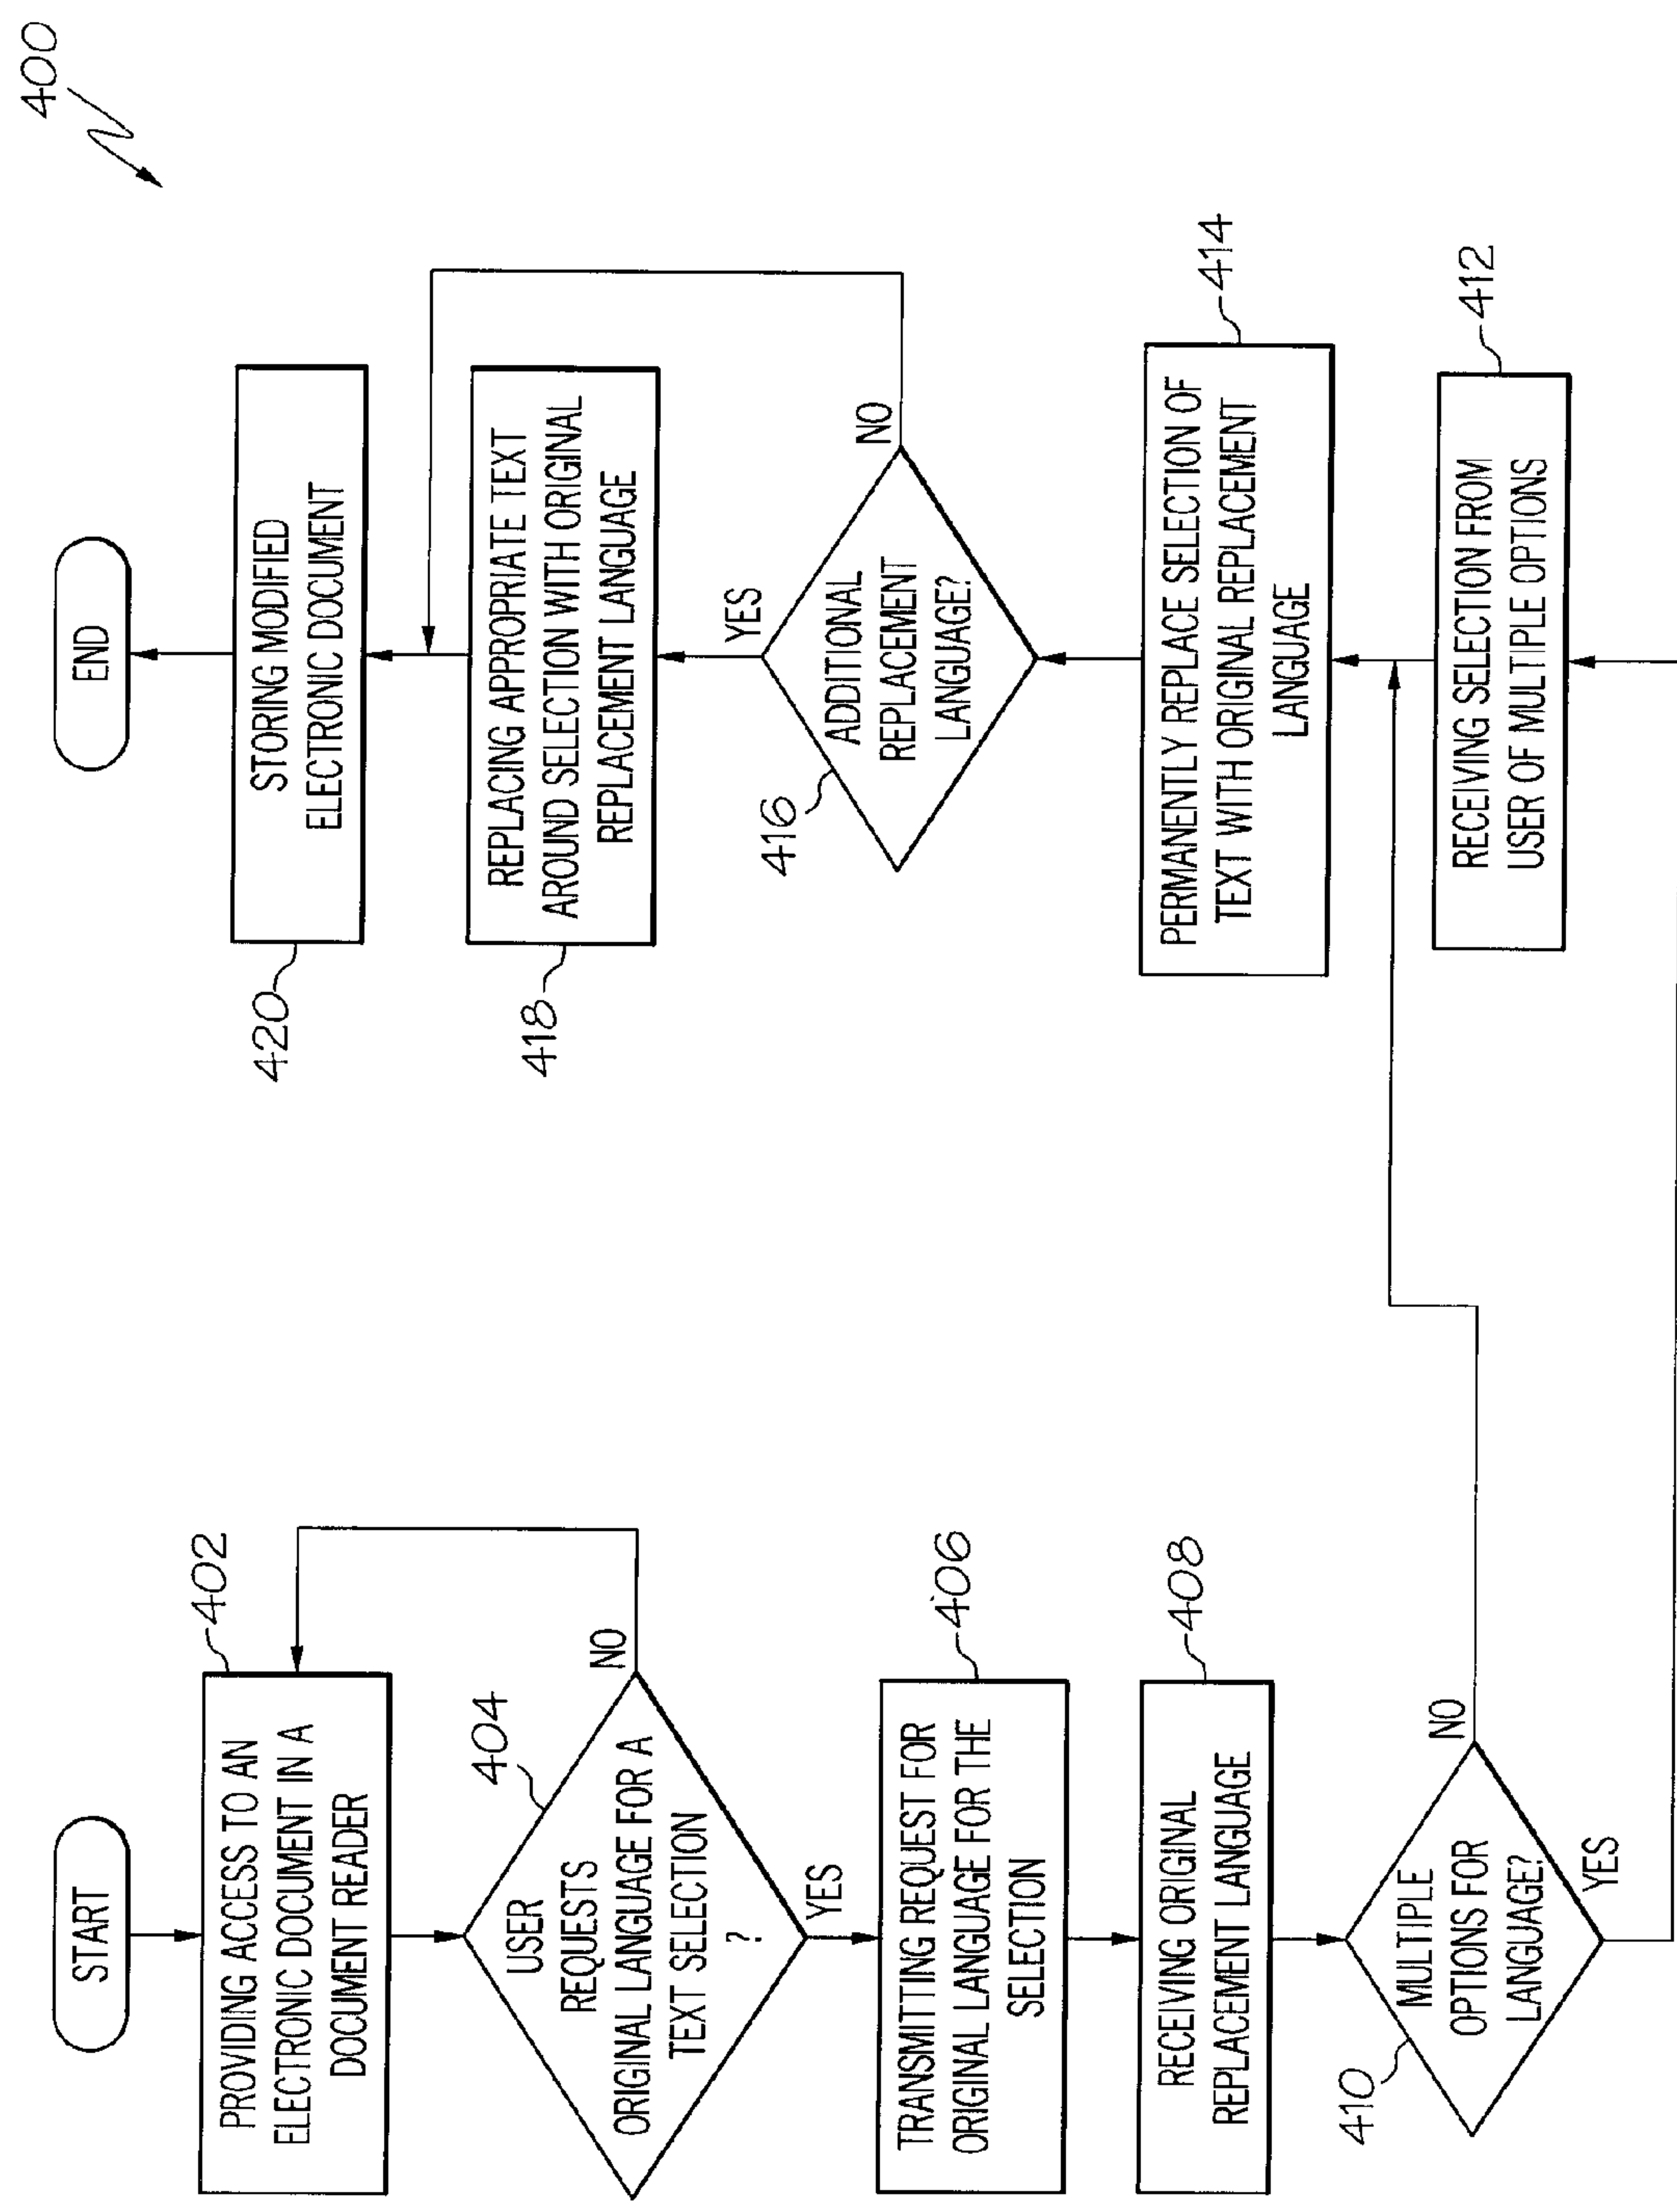 400
START
PROVIDING ACCESS TO AN
ELECTRONIC DOCUMENT IN A
DOCUMENT READER
402
USER
REQUESTS
ORIGINAL LANGUAGE FOR A
TEXT SELECTION
?
404
NO
YES
TRANSMITTING REQUEST FOR
ORIGINAL LANGUAGE FOR THE
SELECTION
406
RECEIVING ORIGINAL
REPLACEMENT LANGUAGE
408
MULTIPLE
OPTIONS FOR
LANGUAGE?
410
NO
YES
RECEIVING SELECTION FROM
USER OF MULTIPLE OPTIONS
412
PERMANENTLY REPLACE SELECTION OF
TEXT WITH ORIGINAL REPLACEMENT
LANGUAGE
414
ADDITIONAL
REPLACEMENT
LANGUAGE?
416
NO
YES
REPLACING APPROPRIATE TEXT
AROUND SELECTION WITH ORIGINAL
REPLACEMENT LANGUAGE
418
STORING MODIFIED
ELECTRONIC DOCUMENT
420
END